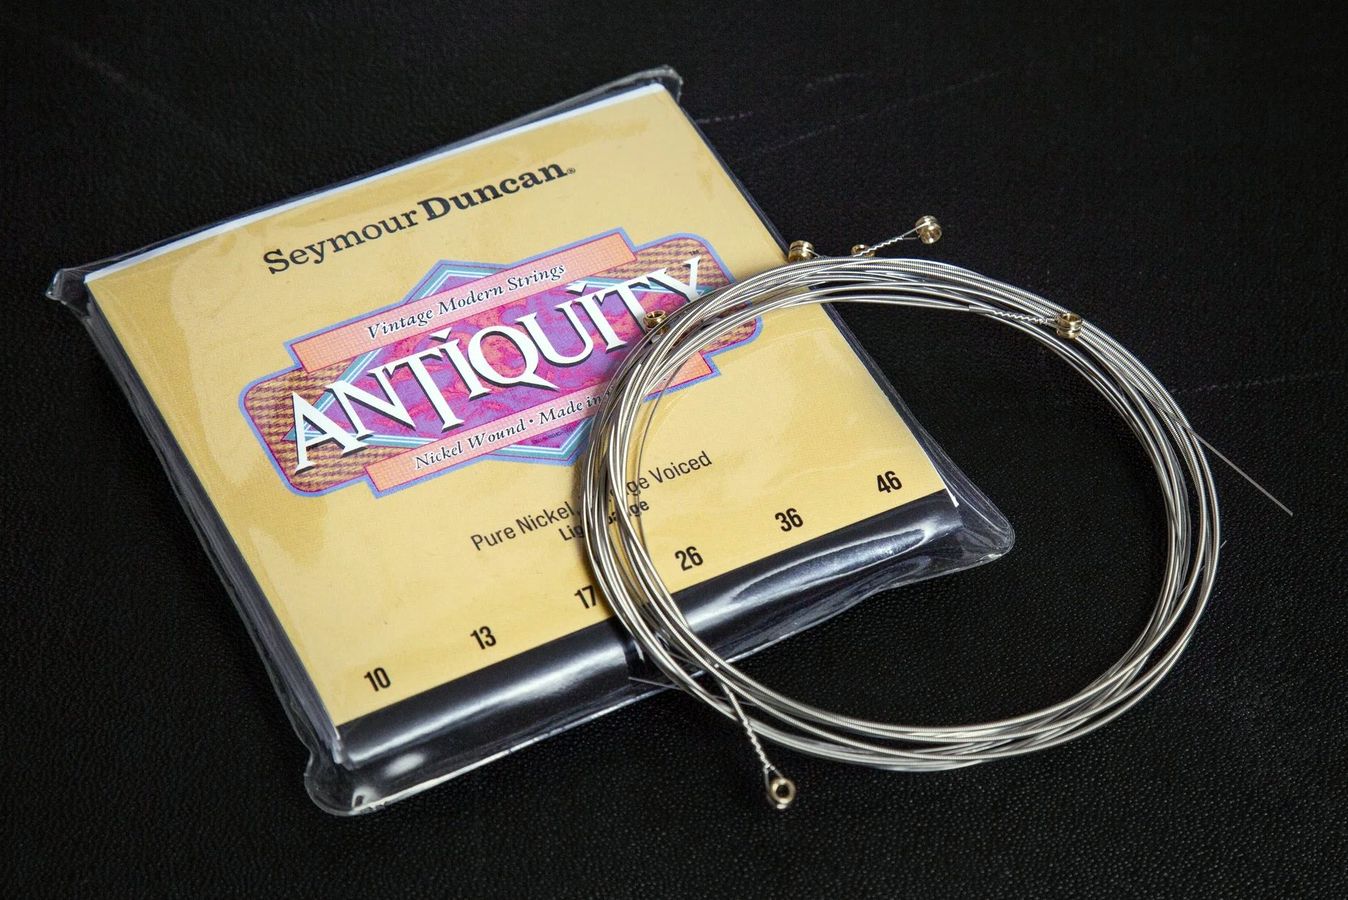 Seymour Duncan®
Vintage Modern Strings
ANTIQUITY
Nickel Wound • Made in
Pure Nickel, Voiced
10 13 17 26 36 46